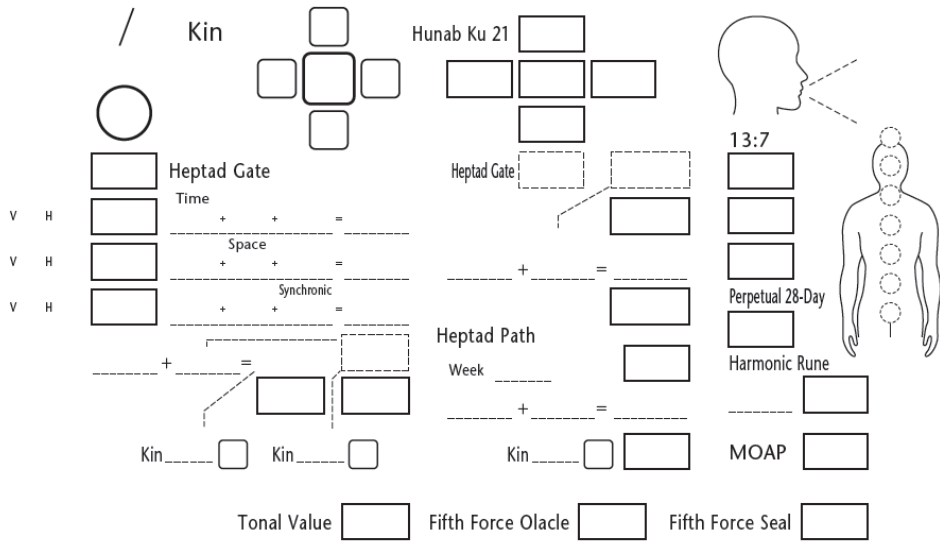 / Kin
Hunab Ku 21
13:7
Heptad Gate
Heptad Gate
Time
V H + + =
Space
V H + + =
+ =
Synchronic
V H + + =
Perpetual 28-Day
Heptad Path
+ =
Harmonic Rune
Week
+ =
Kin Kin Kin
MOAP
Tonal Value
Fifth Force Olacle
Fifth Force Seal